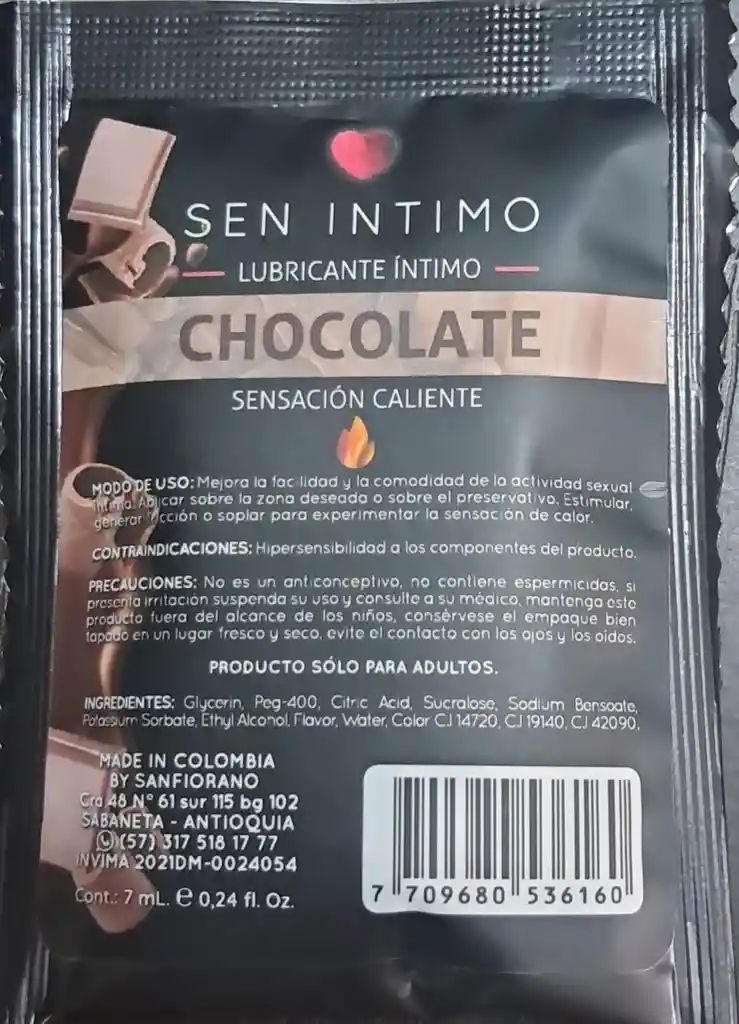 SEN INTIMO
LUBRICANTE ÍNTIMO
CHOCOLATE
SENSACIÓN CALIENTE
MODO DE USO: Mejora la facilidad y la comodidad de la actividad sexual
íntima. Aplicar sobre la zona deseada o sobre el preservativo. Estimular,
generar fricción o soplar para experimentar la sensación de calor.
CONTRAINDICACIONES: Hipersensibilidad a los componentes del producto.
PRECAUCIONES: No es un anticonceptivo, no contiene espermicidas, si
presenta irritación suspenda su uso y consulte a su médico, mantenga este
producto fuera del alcance de los niños, consérvese el empaque bien
tapado en un lugar fresco y seco, evite el contacto con los ojos y los oídos.
PRODUCTO SÓLO PARA ADULTOS.
INGREDIENTES: Glycerin, Peg-400, Citric Acid, Sucralose, Sodium Bensoate,
Potassium Sorbate, Ethyl Alconol, Flavor, Water, Color CJ 14720, CJ 19140, CJ 42090.
MADE IN COLOMBIA
BY SANFIORANO
Cra 48 N° 61 sur 115 bg 102
SABANETA - ANTIOQUIA
(57) 317 518 17 77
INVIMA 2021DM-0024054
Cont.: 7 mL. e 0,24 fl. Oz.
7 709680 536160